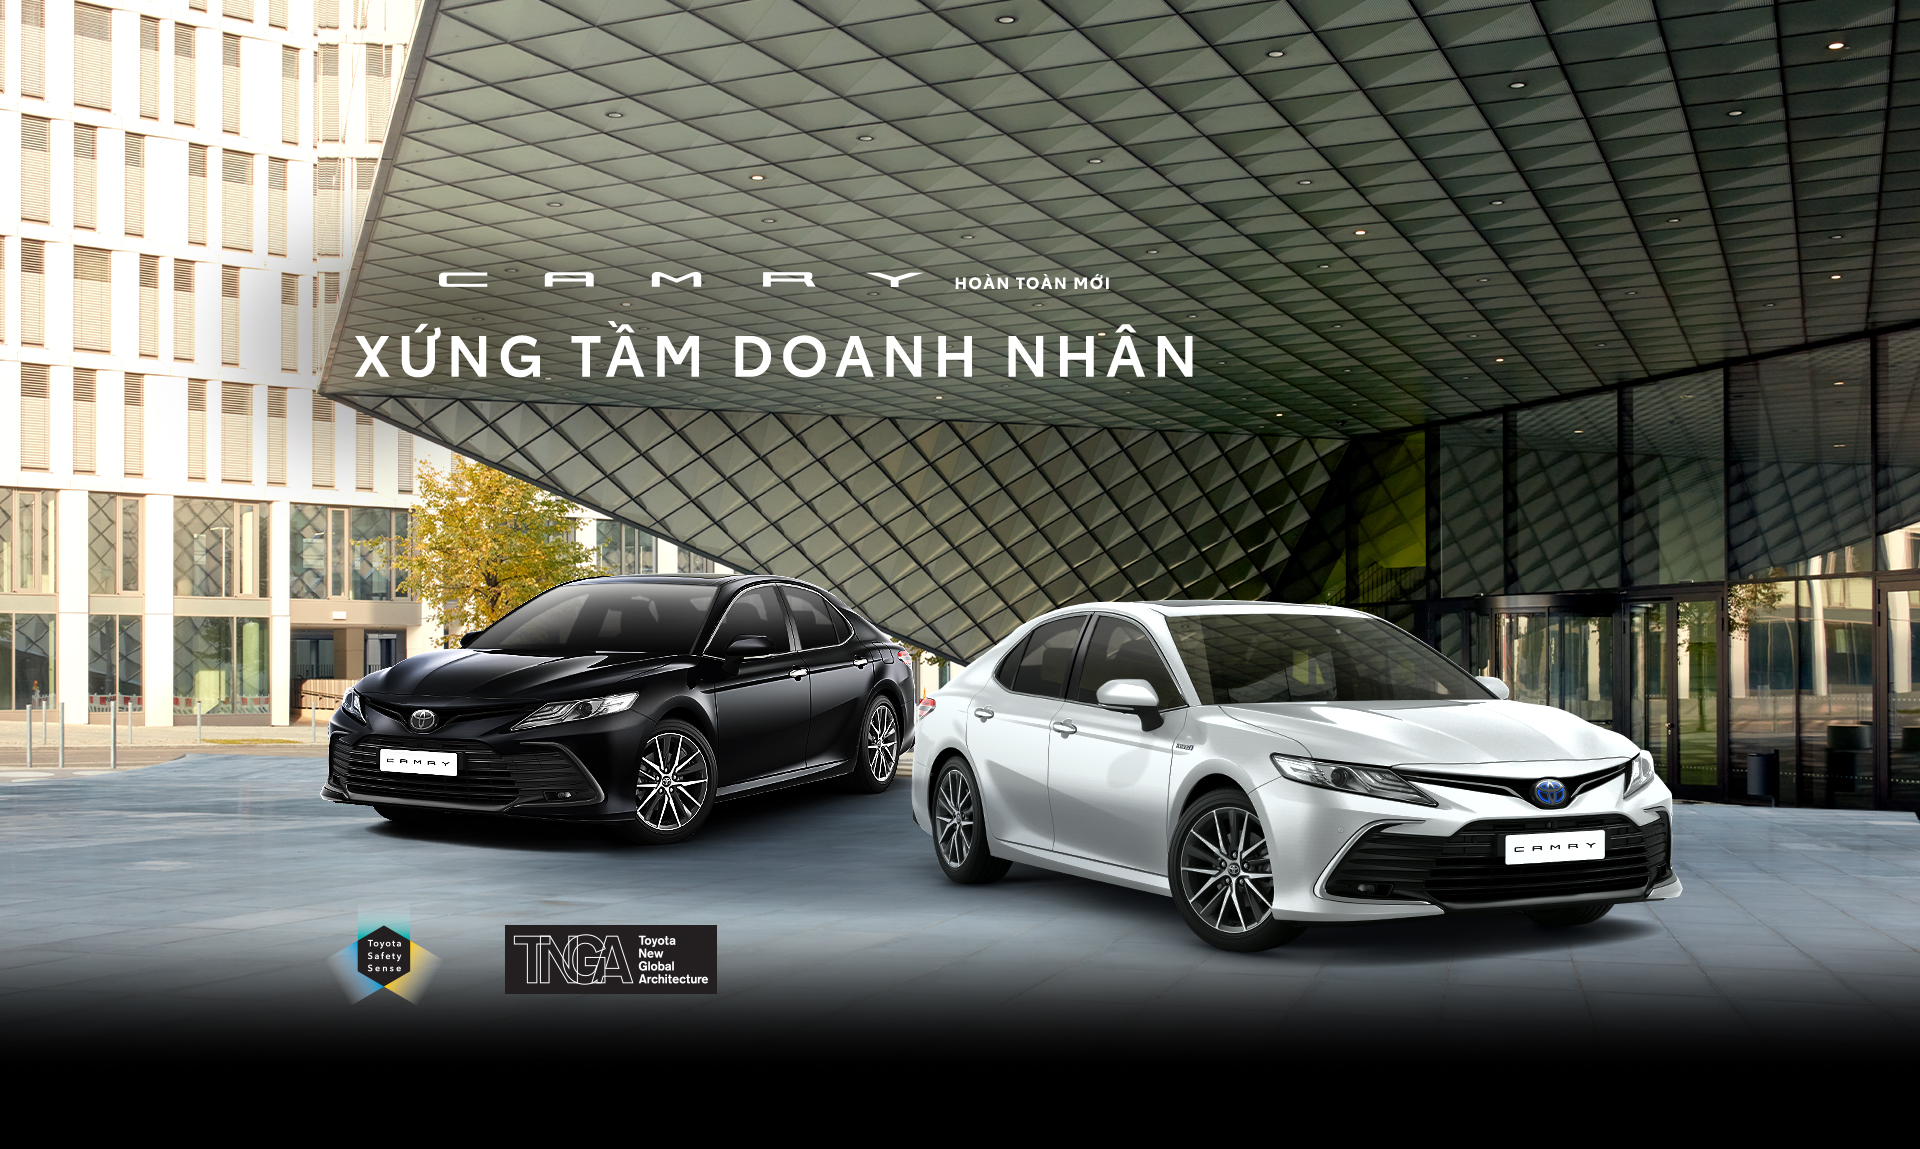 CAMRY HOÀN TOÀN MỚI
XỨNG TẦM DOANH NHÂN
CAMRY
CAMRY
Toyota
Safety
Sense
TNGA
Toyota
New
Global
Architecture